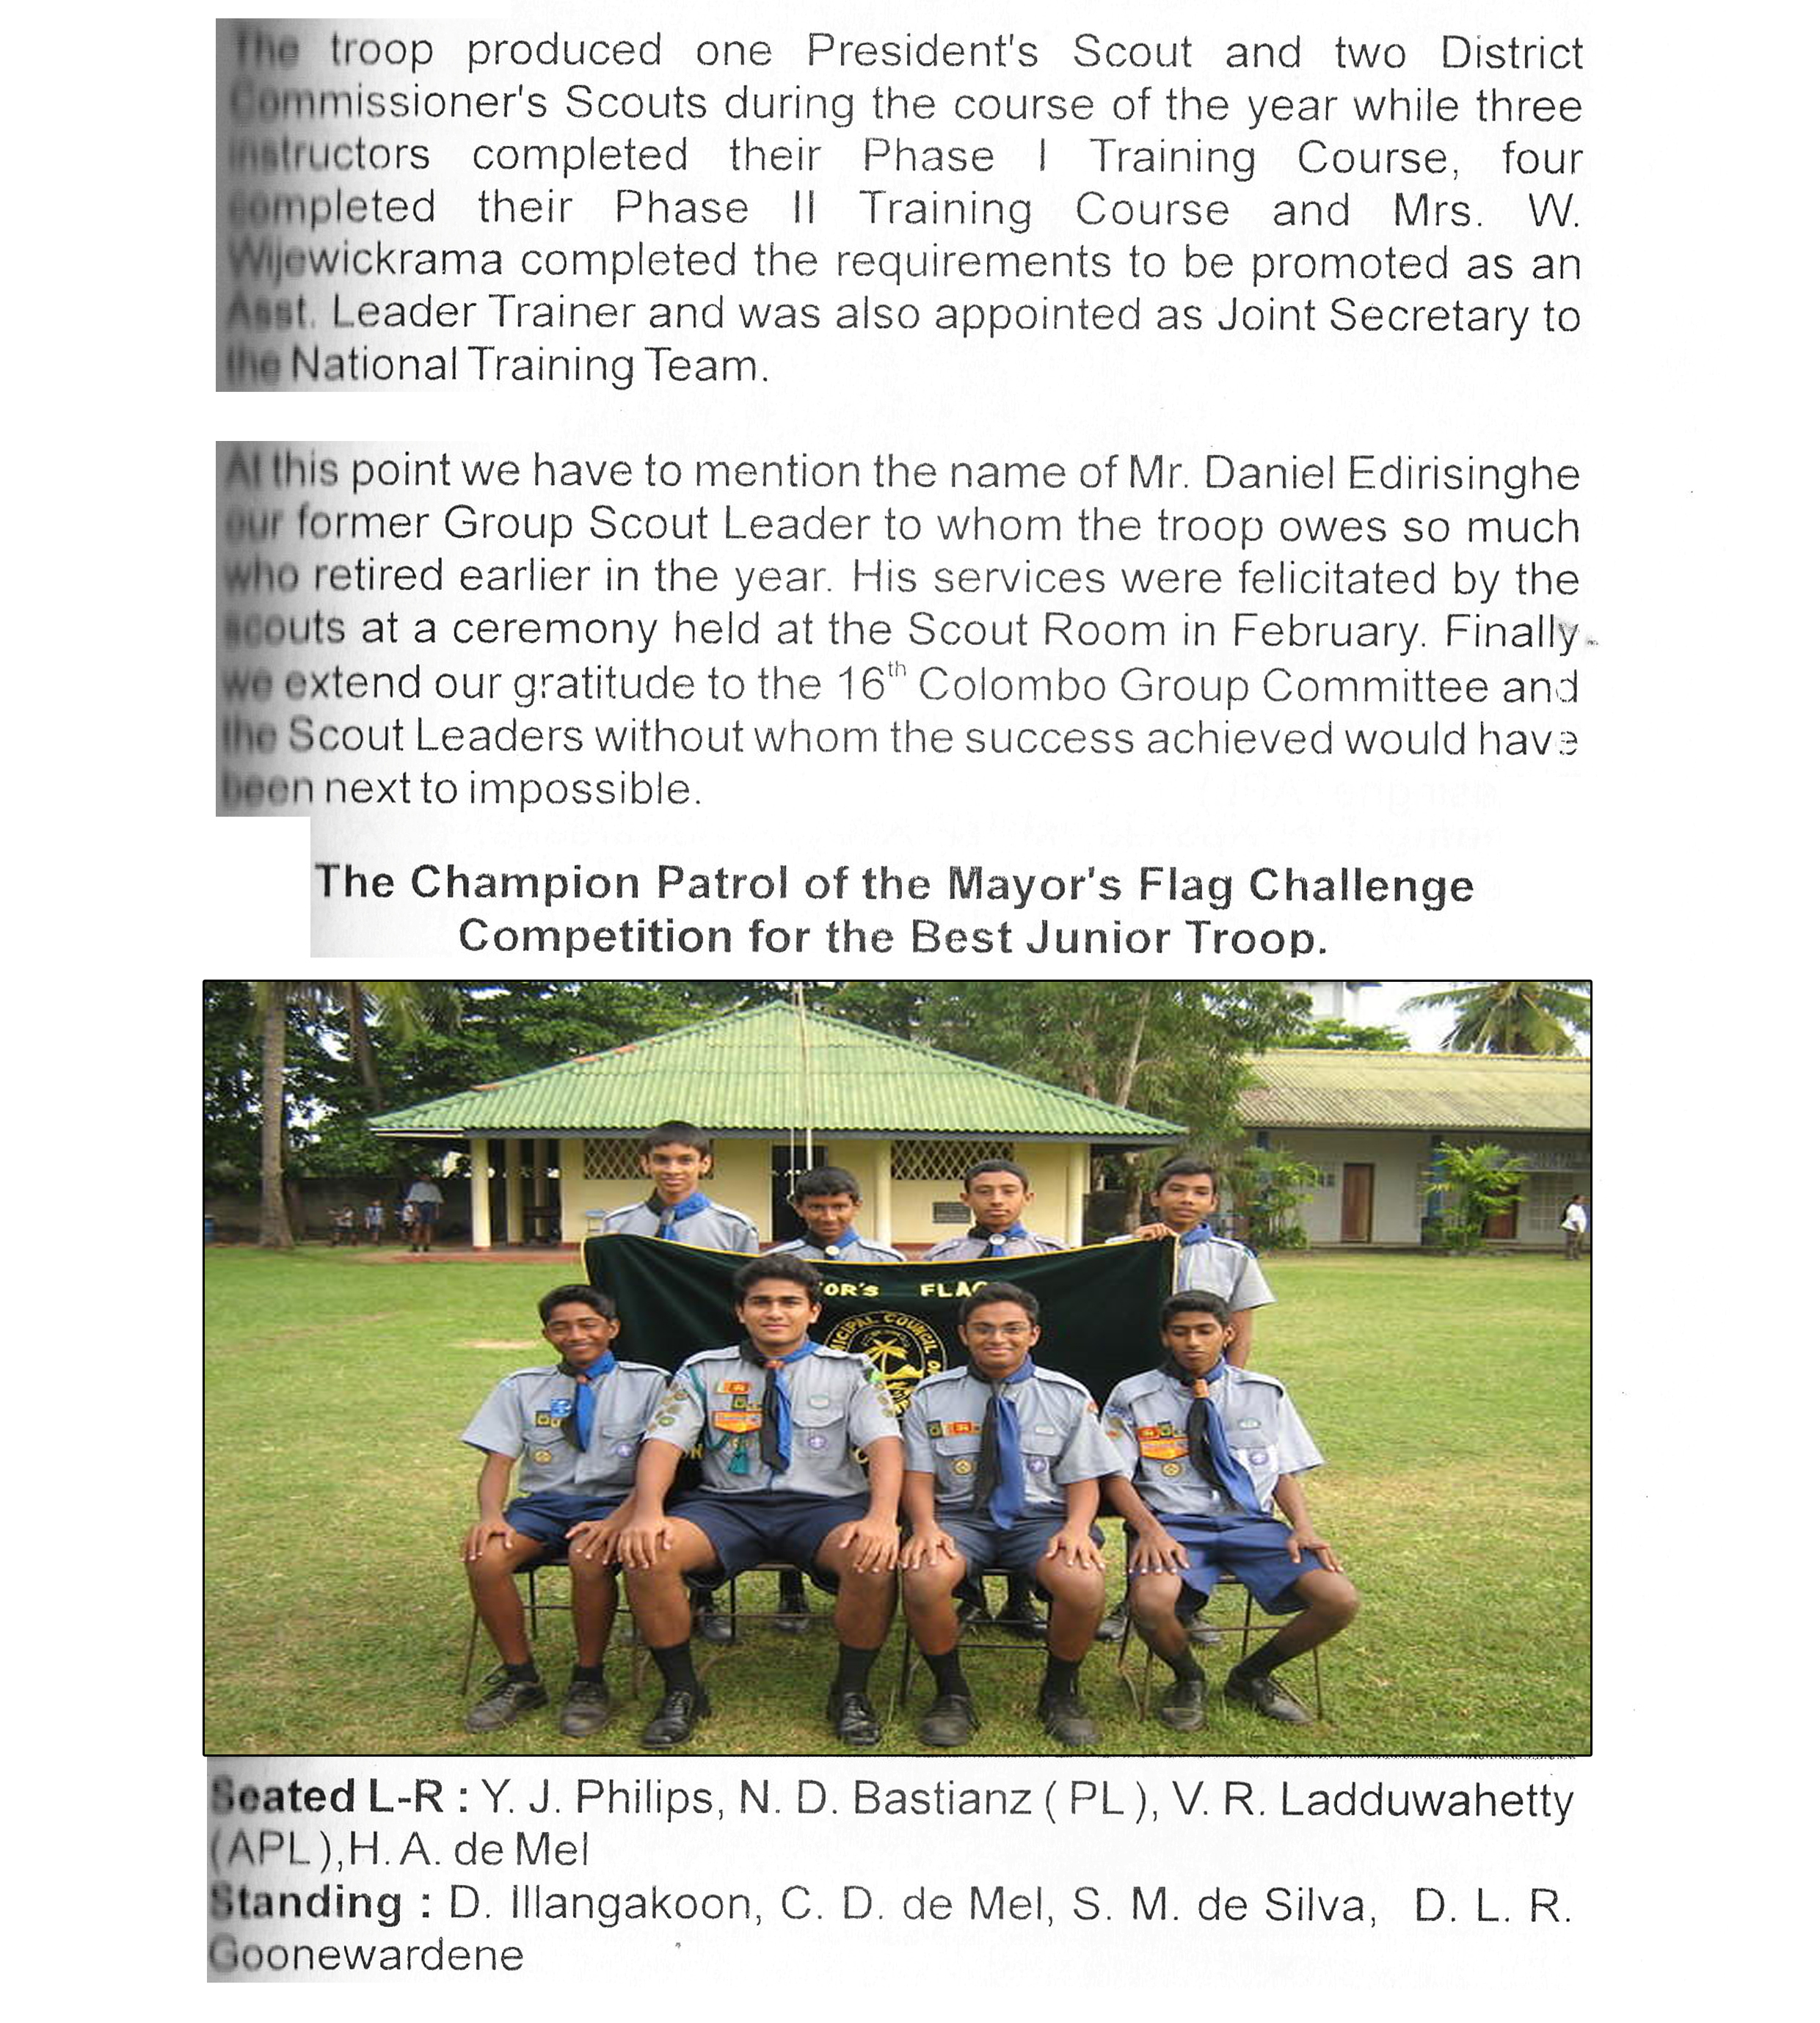 The troop produced one President's Scout and two District
Commissioner's Scouts during the course of the year while three
instructors completed their Phase I Training Course, four
completed their Phase II Training Course and Mrs. W.
Wijewickrama completed the requirements to be promoted as an
Asst. Leader Trainer and was also appointed as Joint Secretary to
the National Training Team.
At this point we have to mention the name of Mr. Daniel Edirisinghe
our former Group Scout Leader to whom the troop owes so much
who retired earlier in the year. His services were felicitated by the
scouts at a ceremony held at the Scout Room in February. Finally
we extend our gratitude to the 16th Colombo Group Committee and
the Scout Leaders without whom the success achieved would have
been next to impossible.
The Champion Patrol of the Mayor's Flag Challenge
Competition for the Best Junior Troop.
OR'S FLAG
ICIPAL COUNCIL O
Seated L-R : Y. J. Philips, N. D. Bastianz ( PL ), V. R. Ladduwahetty
(APL ),H. A. de Mel
Standing : D. Illangakoon, C. D. de Mel, S. M. de Silva, D. L. R.
Goonewardene